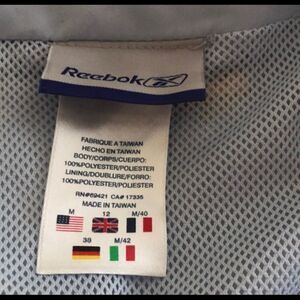 Reebok
FABRIQUE A TAIWAN
HECHO EN TAIWAN
BODY/CORPS/CUERPO:
100%POLYESTER/POLIESTER
LINING/DOUBLURE/FORRO:
100%POLYESTER/POLIESTER
RN#69421 CA# 17335
MADE IN TAIWAN
M 12 M/40
38 M/42